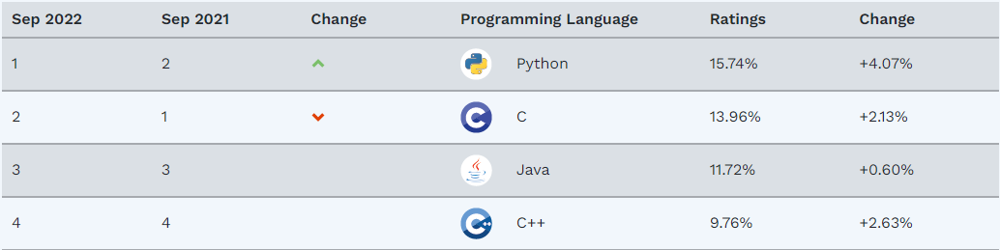 Sep 2022 Sep 2021 Change Programming Language Ratings Change
1 2 Python 15.74% +4.07%
2 1 C 13.96% +2.13%
3 3 Java 11.72% +0.60%
4 4 C++ 9.76% +2.63%